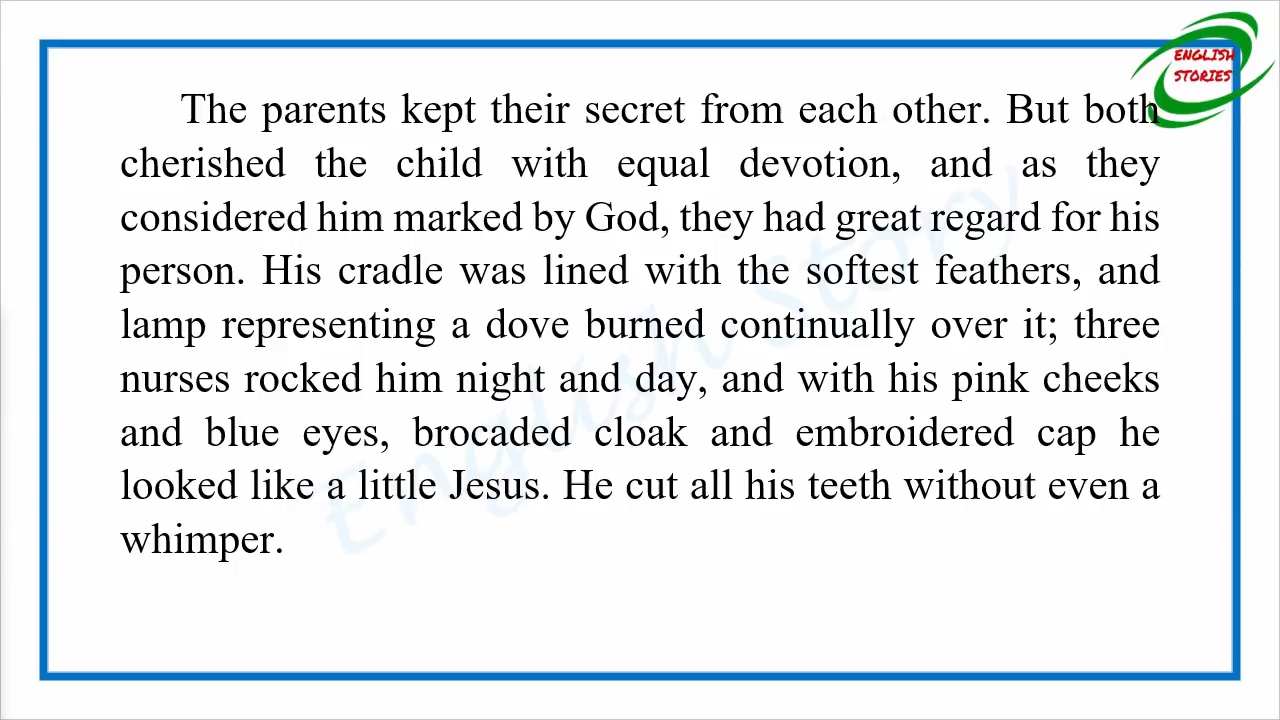 ENGLISH
STORIES
The parents kept their secret from each other. But both
cherished the child with equal devotion, and as they
considered him marked by God, they had great regard for his
person. His cradle was lined with the softest feathers, and
lamp representing a dove burned continually over it; three
nurses rocked him night and day, and with his pink cheeks
and blue eyes, brocaded cloak and embroidered cap he
looked like a little Jesus. He cut all his teeth without even a
whimper.
English Story